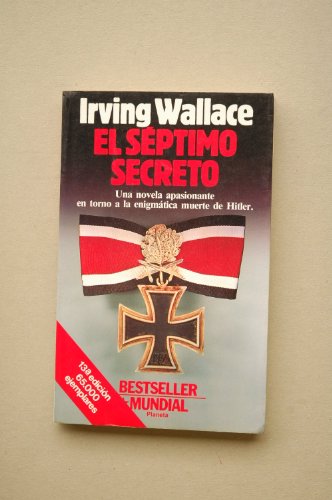 Irving Wallace
EL SÉPTIMO
SECRETO
Una novela apasionante
en torno a la enigmática muerte de Hitler.
13ª edición
65.000
ejemplares
BESTSELLER
MUNDIAL
Planeta